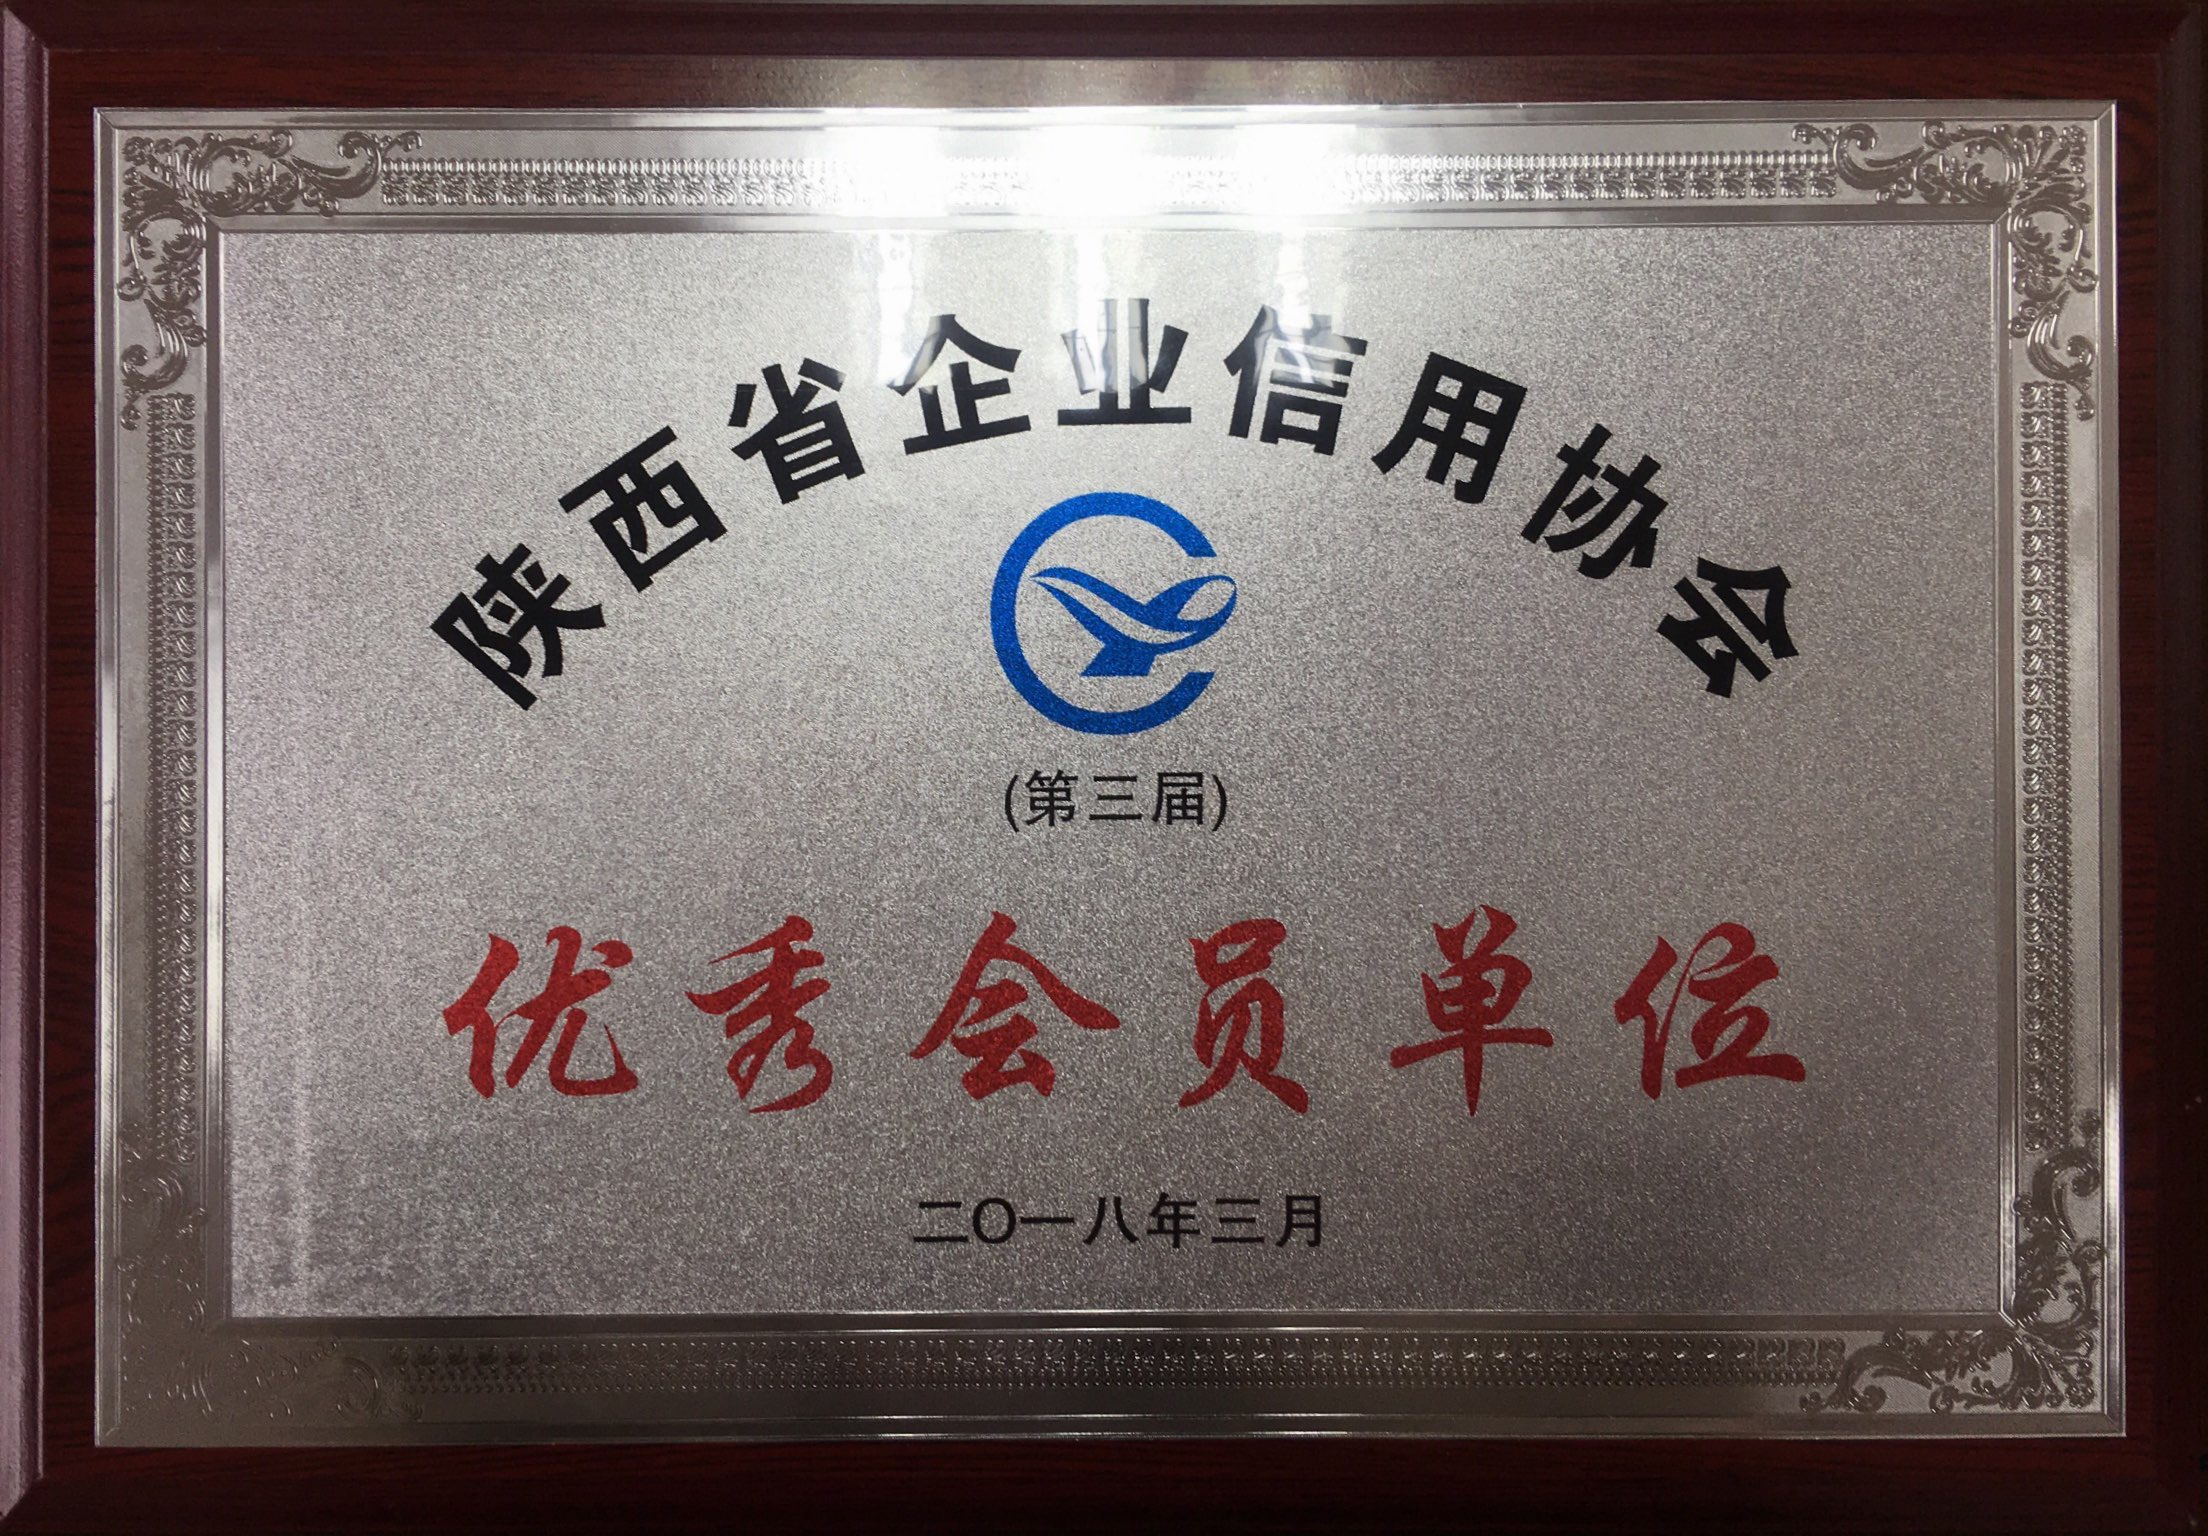 陕西省企业信用协会
(第三届)
优秀会员单位
二〇一八年三月